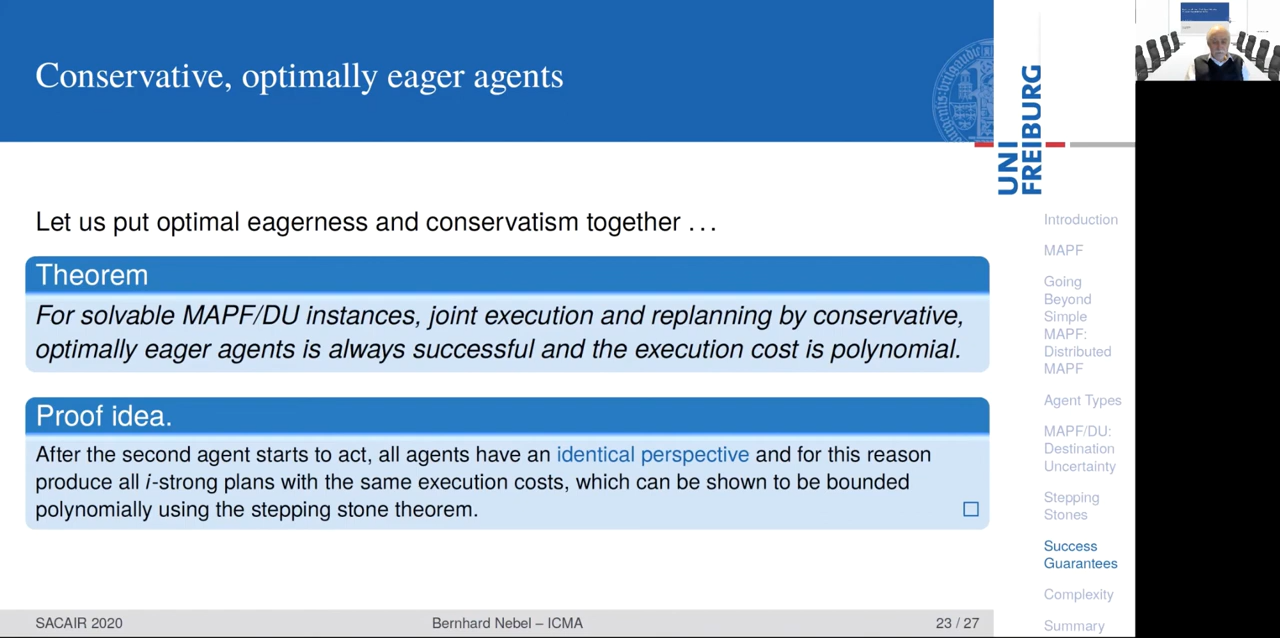 Conservative, optimally eager agents
UNI
FREIBURG
Let us put optimal eagerness and conservatism together ...
Theorem
For solvable MAPF/DU instances, joint execution and replanning by conservative,
optimally eager agents is always successful and the execution cost is polynomial.
Proof idea.
After the second agent starts to act, all agents have an identical perspective and for this reason
produce all i-strong plans with the same execution costs, which can be shown to be bounded
polynomially using the stepping stone theorem.
Introduction
MAPF
Going
Beyond
Simple
MAPF:
Distributed
MAPF
Agent Types
MAPF/DU:
Destination
Uncertainty
Stepping
Stones
Success
Guarantees
Complexity
Summary
SACAIR 2020
Bernhard Nebel – ICMA
23 / 27